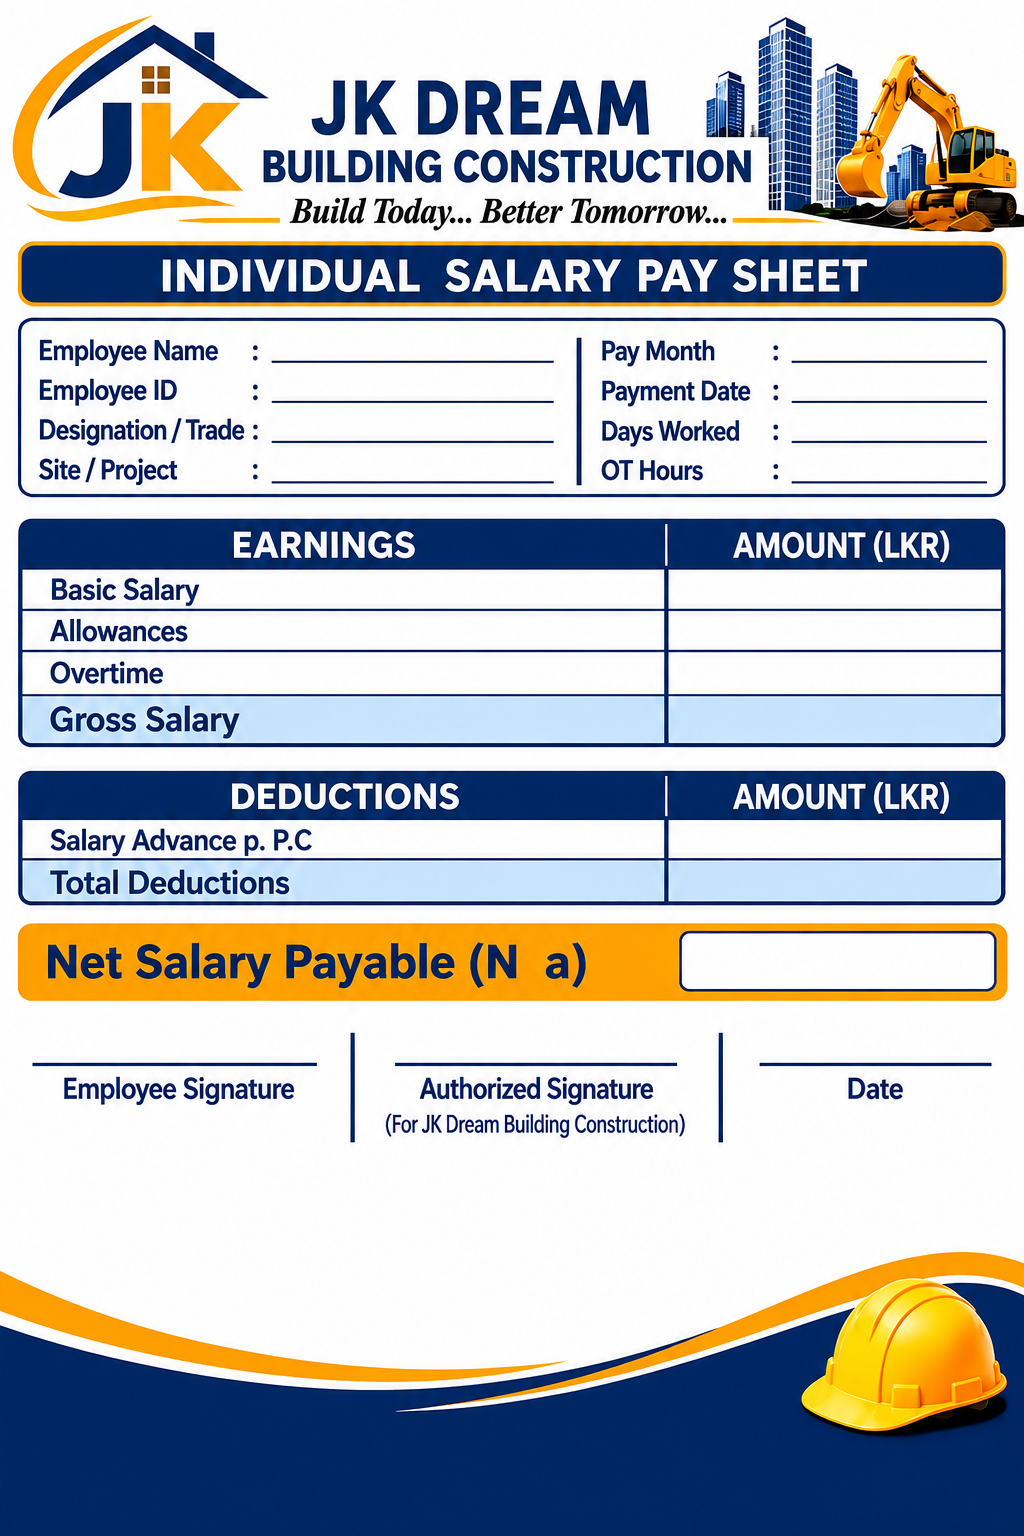 JK
JK DREAM
BUILDING CONSTRUCTION
Build Today... Better Tomorrow...
INDIVIDUAL SALARY PAY SHEET
Employee Name :
Employee ID :
Designation / Trade :
Site / Project :
Pay Month :
Payment Date :
Days Worked :
OT Hours :
EARNINGS AMOUNT (LKR)
Basic Salary
Allowances
Overtime
Gross Salary
DEDUCTIONS AMOUNT (LKR)
Salary Advance p. P.C
Total Deductions
Net Salary Payable (N a)
Employee Signature
Authorized Signature
(For JK Dream Building Construction)
Date